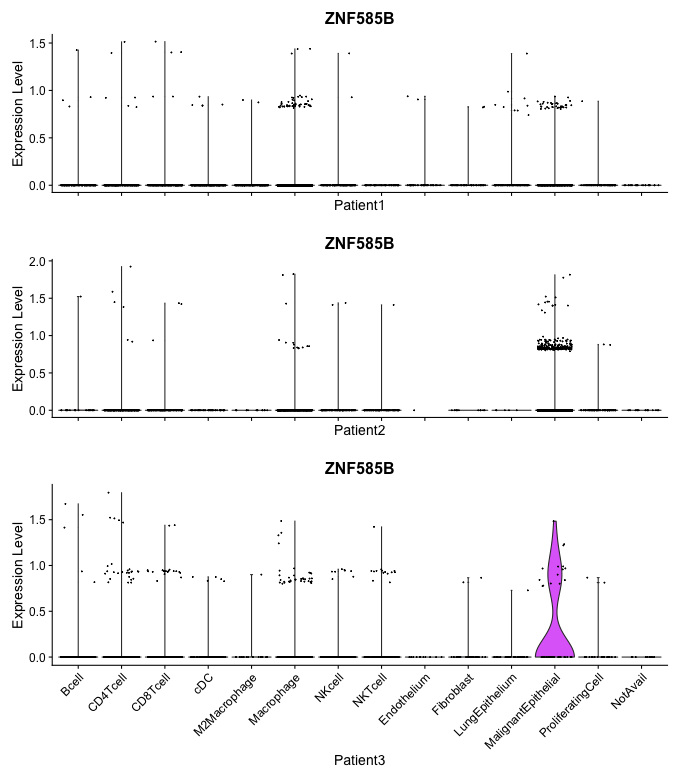 ZNF585B
Expression Level
1.5
1.0
0.5
0.0
Patient1
ZNF585B
Expression Level
2.0
1.5
1.0
0.5
0.0
Patient2
ZNF585B
Expression Level
1.5
1.0
0.5
0.0
Bcell
CD4Tcell
CD8Tcell
cDC
M2Macrophage
Macrophage
NKcell
NKTcell
Endothelium
Fibroblast
LungEpithelium
MalignantEpithelial
ProliferatingCell
NotAvail
Patient3